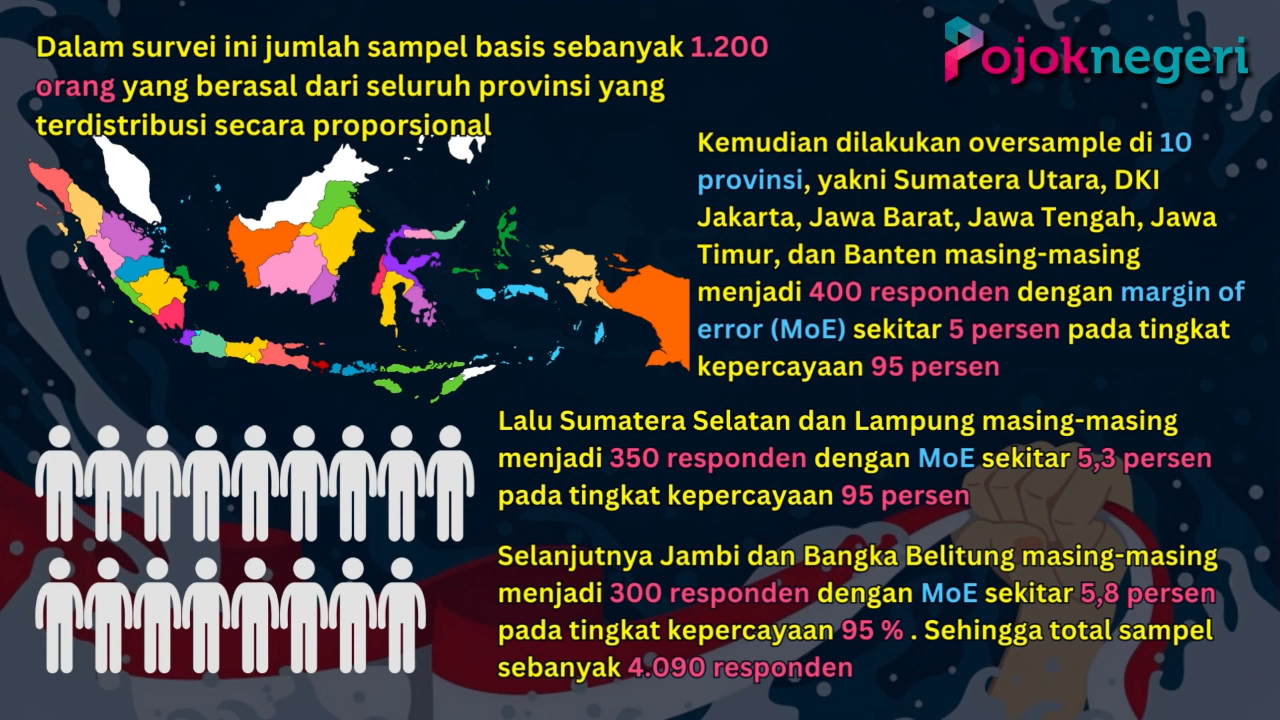 Dalam survei ini jumlah sampel basis sebanyak 1.200
orang yang berasal dari seluruh provinsi yang
terdistribusi secara proporsional
Pojoknegeri
Kemudian dilakukan oversample di 10
provinsi, yakni Sumatera Utara, DKI
Jakarta, Jawa Barat, Jawa Tengah, Jawa
Timur, dan Banten masing-masing
menjadi 400 responden dengan margin of
error (MoE) sekitar 5 persen pada tingkat
kepercayaan 95 persen
Lalu Sumatera Selatan dan Lampung masing-masing
menjadi 350 responden dengan MoE sekitar 5,3 persen
pada tingkat kepercayaan 95 persen
Selanjutnya Jambi dan Bangka Belitung masing-masing
menjadi 300 responden dengan MoE sekitar 5,8 persen
pada tingkat kepercayaan 95 % . Sehingga total sampel
sebanyak 4.090 responden